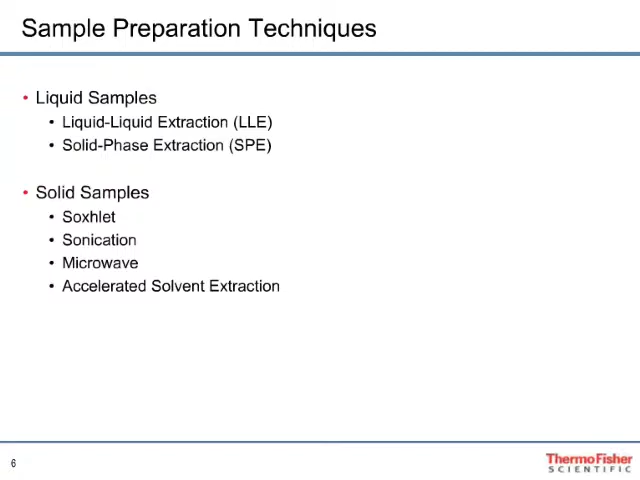 Sample Preparation Techniques
• Liquid Samples
• Liquid-Liquid Extraction (LLE)
• Solid-Phase Extraction (SPE)
• Solid Samples
• Soxhlet
• Sonication
• Microwave
• Accelerated Solvent Extraction
6
ThermoFisher
SCIENTIFIC